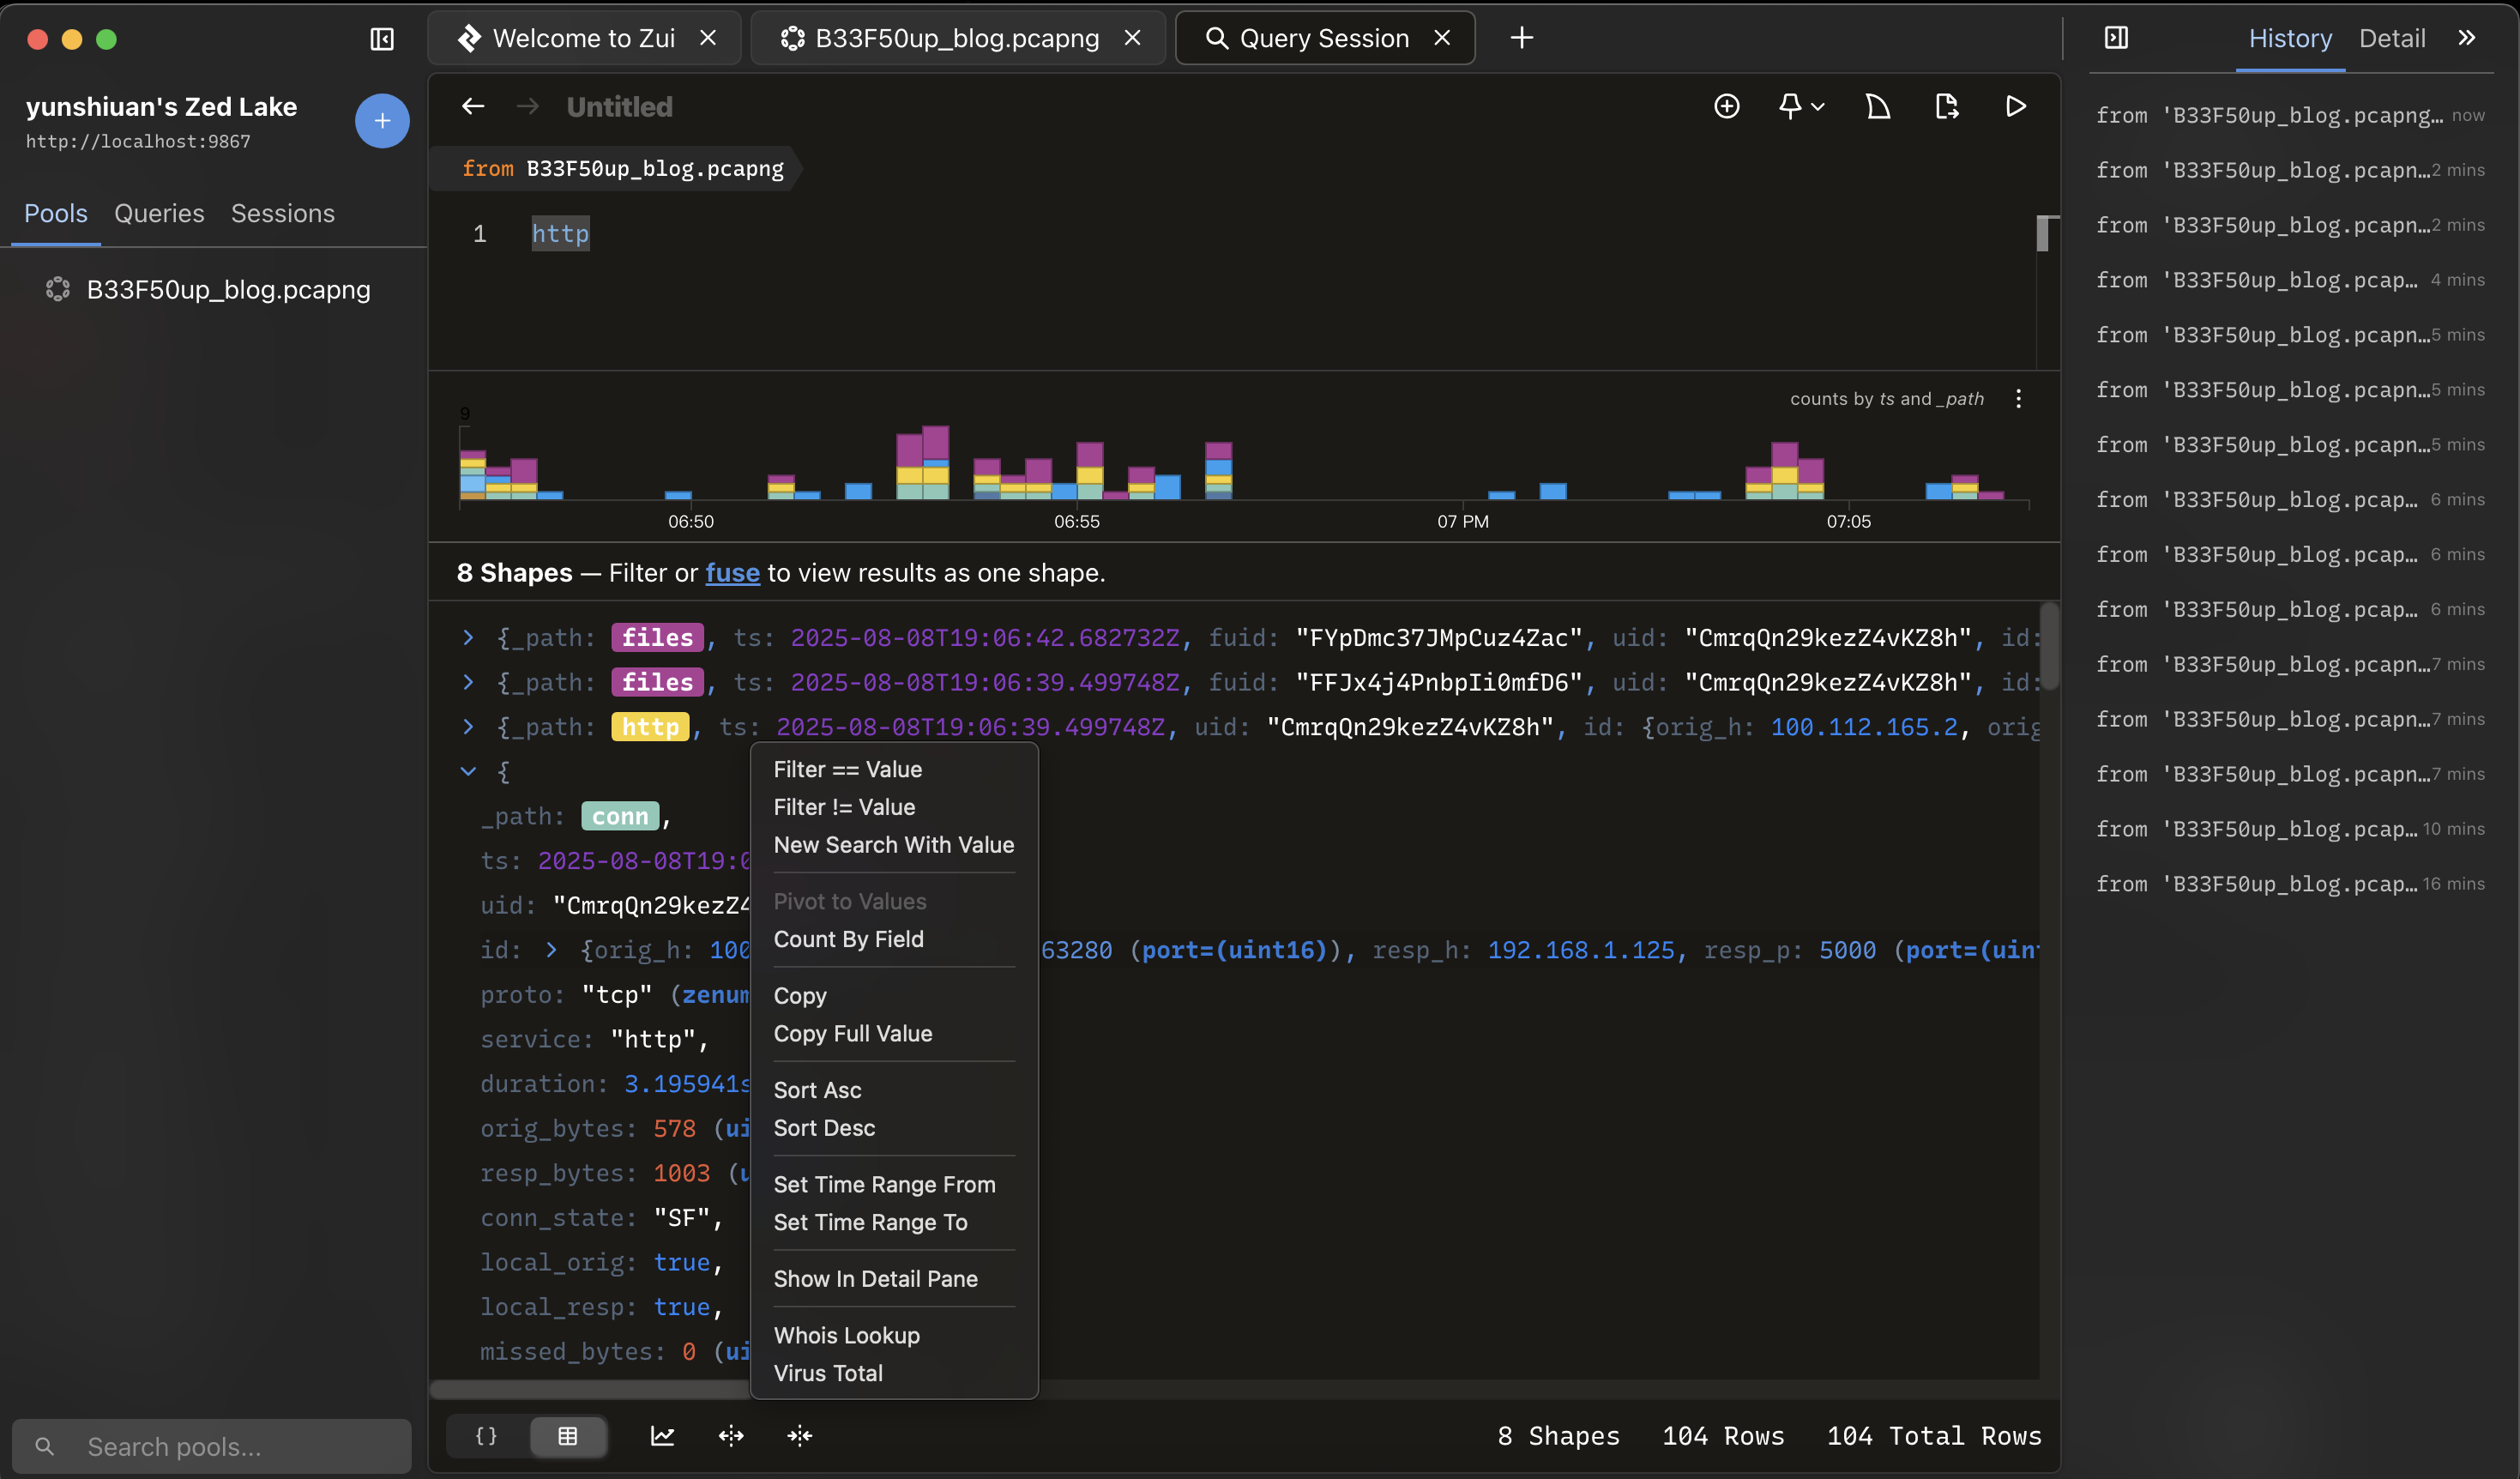 Welcome to Zui
B33F50up_blog.pcapng
Query Session
History
Detail
yunshiuan's Zed Lake
http://localhost:9867
Pools
Queries
Sessions
B33F50up_blog.pcapng
Search pools...
Untitled
from B33F50up_blog.pcapng
1 http
counts by ts and _path
9
06:50
06:55
07 PM
07:05
8 Shapes — Filter or fuse to view results as one shape.
{_path: files, ts: 2025-08-08T19:06:42.682732Z, fuid: "FYpDmc37JMpCuz4Zac", uid: "CmrqQn29kezZ4vKZ8h", id:
{_path: files, ts: 2025-08-08T19:06:39.499748Z, fuid: "FFJx4j4PnbpIi0mfD6", uid: "CmrqQn29kezZ4vKZ8h", id:
{_path: http, ts: 2025-08-08T19:06:39.499748Z, uid: "CmrqQn29kezZ4vKZ8h", id: {orig_h: 100.112.165.2, orig
{
_path: conn,
ts: 2025-08-08T19:0
uid: "CmrqQn29kezZ4
id: {orig_h: 100 63280 (port=(uint16)), resp_h: 192.168.1.125, resp_p: 5000 (port=(uint
proto: "tcp" (zenum
service: "http",
duration: 3.195941s
orig_bytes: 578 (ui
resp_bytes: 1003 (u
conn_state: "SF",
local_orig: true,
local_resp: true,
missed_bytes: 0 (ui
Filter == Value
Filter != Value
New Search With Value
Pivot to Values
Count By Field
Copy
Copy Full Value
Sort Asc
Sort Desc
Set Time Range From
Set Time Range To
Show In Detail Pane
Whois Lookup
Virus Total
{}
8 Shapes
104 Rows
104 Total Rows
from 'B33F50up_blog.pcapng… now
from 'B33F50up_blog.pcapn… 2 mins
from 'B33F50up_blog.pcapn… 2 mins
from 'B33F50up_blog.pcap… 4 mins
from 'B33F50up_blog.pcapn… 5 mins
from 'B33F50up_blog.pcapn… 5 mins
from 'B33F50up_blog.pcapn… 5 mins
from 'B33F50up_blog.pcap… 6 mins
from 'B33F50up_blog.pcap… 6 mins
from 'B33F50up_blog.pcap… 6 mins
from 'B33F50up_blog.pcapn… 7 mins
from 'B33F50up_blog.pcapn… 7 mins
from 'B33F50up_blog.pcapn… 7 mins
from 'B33F50up_blog.pcap… 10 mins
from 'B33F50up_blog.pcap… 16 mins